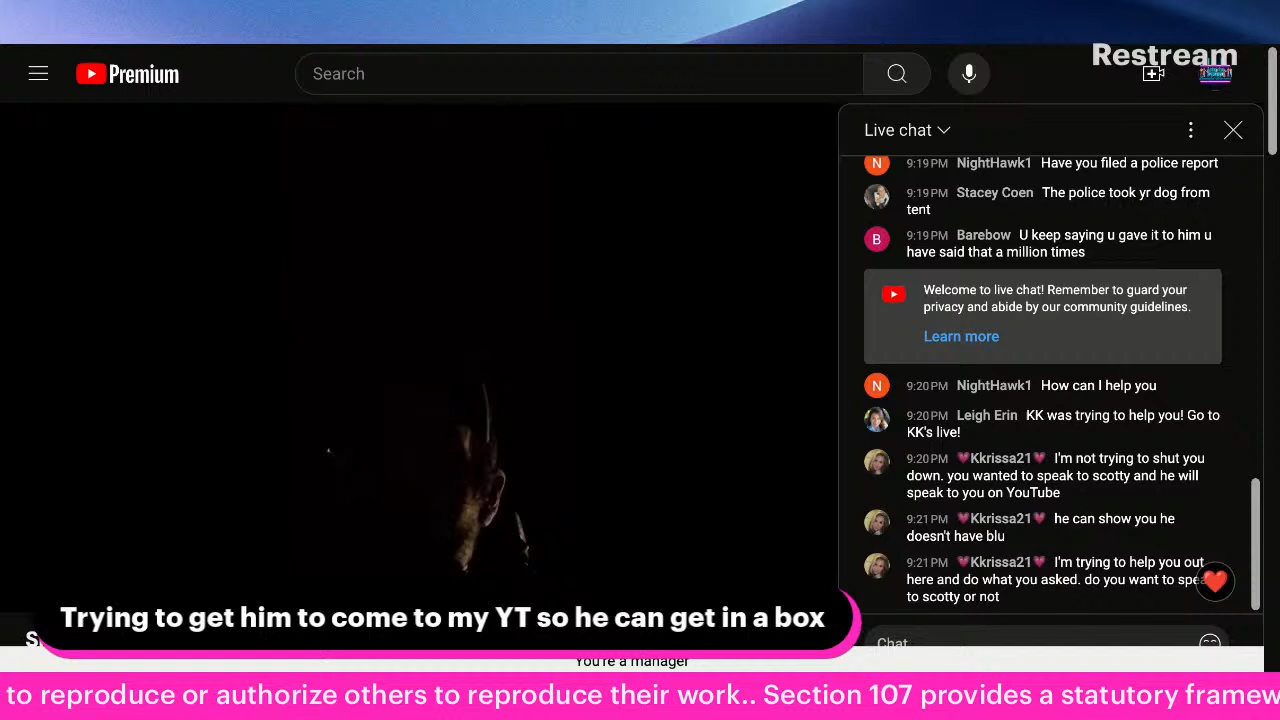 Restream
Premium
Search
Live chat
N 9:19 PM NightHawk1 Have you filed a police report
9:19 PM Stacey Coen The police took yr dog from
tent
B 9:19 PM Barebow U keep saying u gave it to him u
have said that a million times
Welcome to live chat! Remember to guard your
privacy and abide by our community guidelines.
Learn more
N 9:20 PM NightHawk1 How can I help you
9:20 PM Leigh Erin KK was trying to help you! Go to
KK's live!
9:20 PM 💗Kkrissa21💗 I'm not trying to shut you
down. you wanted to speak to scotty and he will
speak to you on YouTube
9:21 PM 💗Kkrissa21💗 he can show you he
doesn't have blu
9:21 PM 💗Kkrissa21💗 I'm trying to help you out
here and do what you asked. do you want to
to scotty or not
Trying to get him to come to my YT so he can get in a box
Chat
You're a manager
to reproduce or authorize others to reproduce their work.. Section 107 provides a statutory